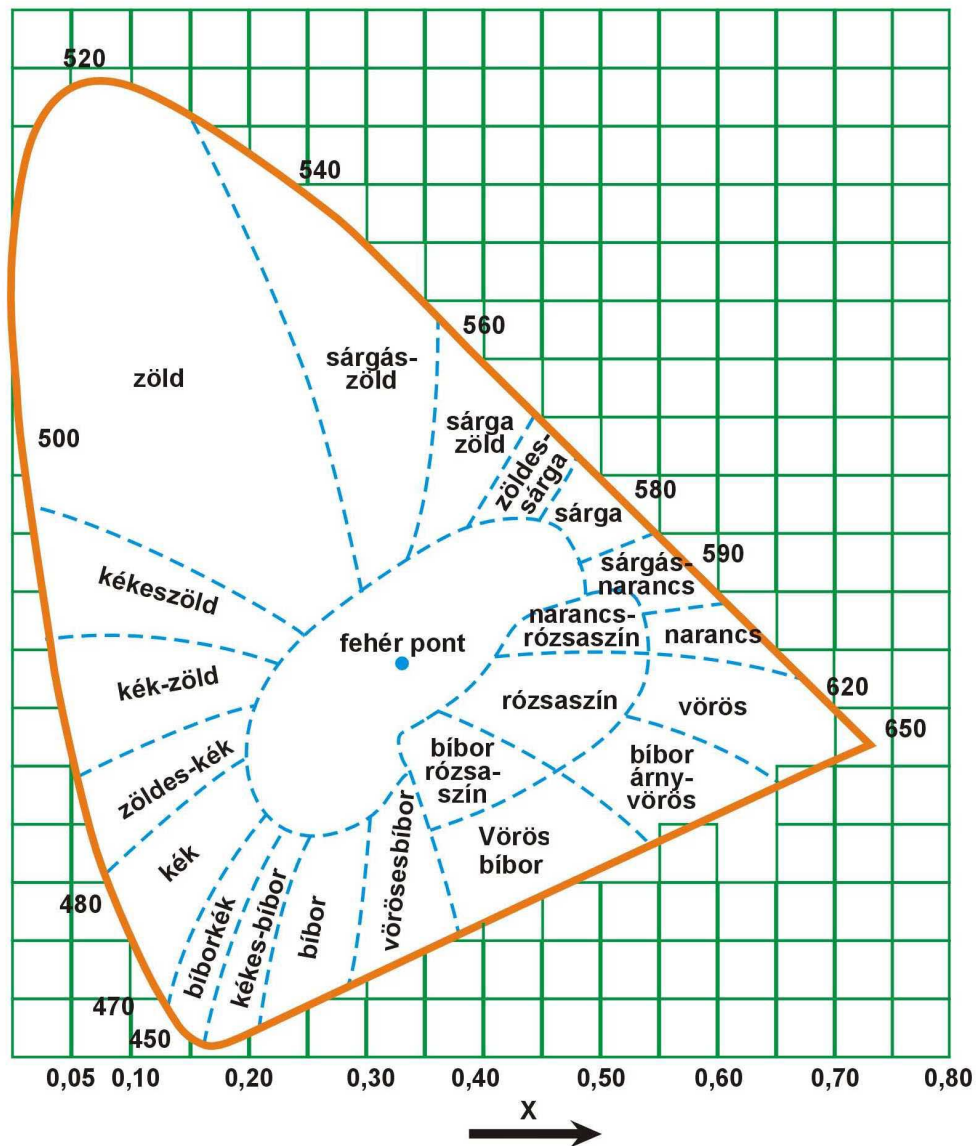 520
540
560
sárgás-
zöld
zöld
sárga
zöld
500
zöldes-
sárga
580
sárga
590
sárgás-
narancs
kékeszöld
narancs-
rózsaszín
narancs
fehér pont
kék-zöld
620
rózsaszín
vörös
650
zöldes-kék
bíbor
rózsa-
szín
bíbor
árny-
vörös
Vörös
bíbor
kék
vörösesbíbor
480
bíborkék
kékes-bíbor
bíbor
470
450
0,05 0,10 0,20 0,30 0,40 0,50 0,60 0,70 0,80
X